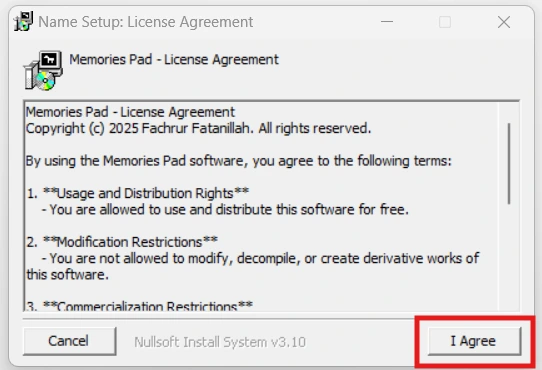 Name Setup: License Agreement
Memories Pad - License Agreement
Memories Pad - License Agreement
Copyright (c) 2025 Fachrur Fatanillah. All rights reserved.
By using the Memories Pad software, you agree to the following terms:
1. **Usage and Distribution Rights**
- You are allowed to use and distribute this software for free.
2. **Modification Restrictions**
- You are not allowed to modify, decompile, or create derivative works of
this software.
3. **Commercialization Restrictions**
Cancel
Nullsoft Install System v3.10
I Agree